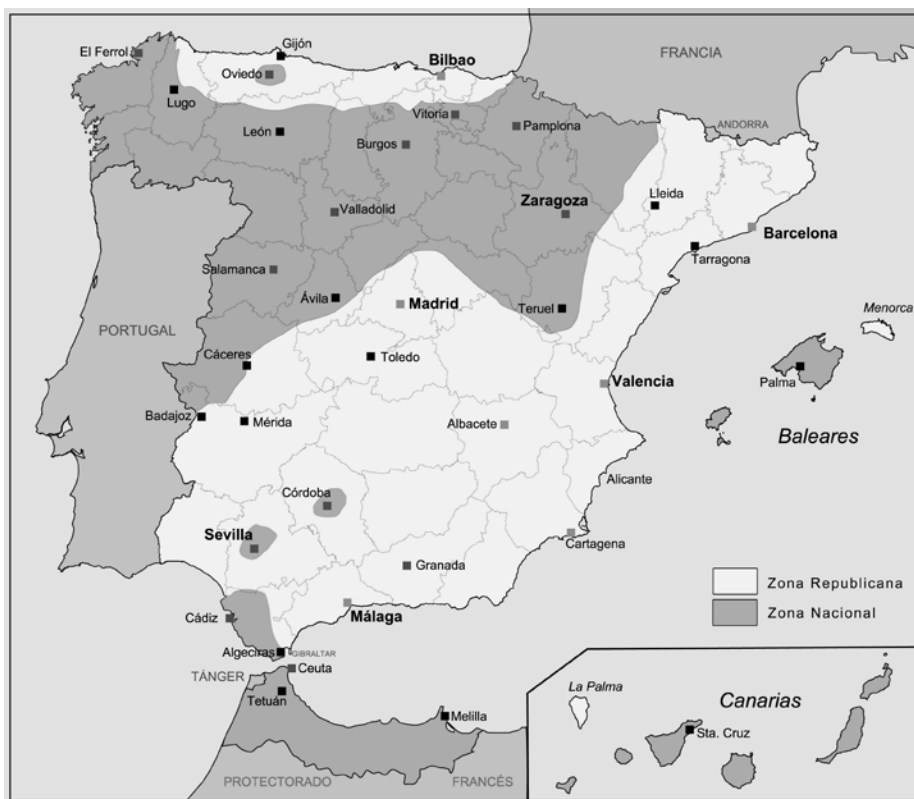 El Ferrol
Gijón
FRANCIA
Bilbao
Oviedo
Lugo
ANDORRA
León
Vitoria
Pamplona
Burgos
Lleida
Zaragoza
Valladolid
Barcelona
Tarragona
Salamanca
Ávila
Madrid
Teruel
Menorca
PORTUGAL
Cáceres
Toledo
Palma
Valencia
Badajoz
Mérida
Albacete
Baleares
Alicante
Córdoba
Sevilla
Cartagena
Granada
Zona Republicana
Zona Nacional
Cádiz
Málaga
Algeciras
GIBRALTAR
TÁNGER
Ceuta
Tetuán
Melilla
La Palma
Canarias
Sta. Cruz
PROTECTORADO
FRANCÉS